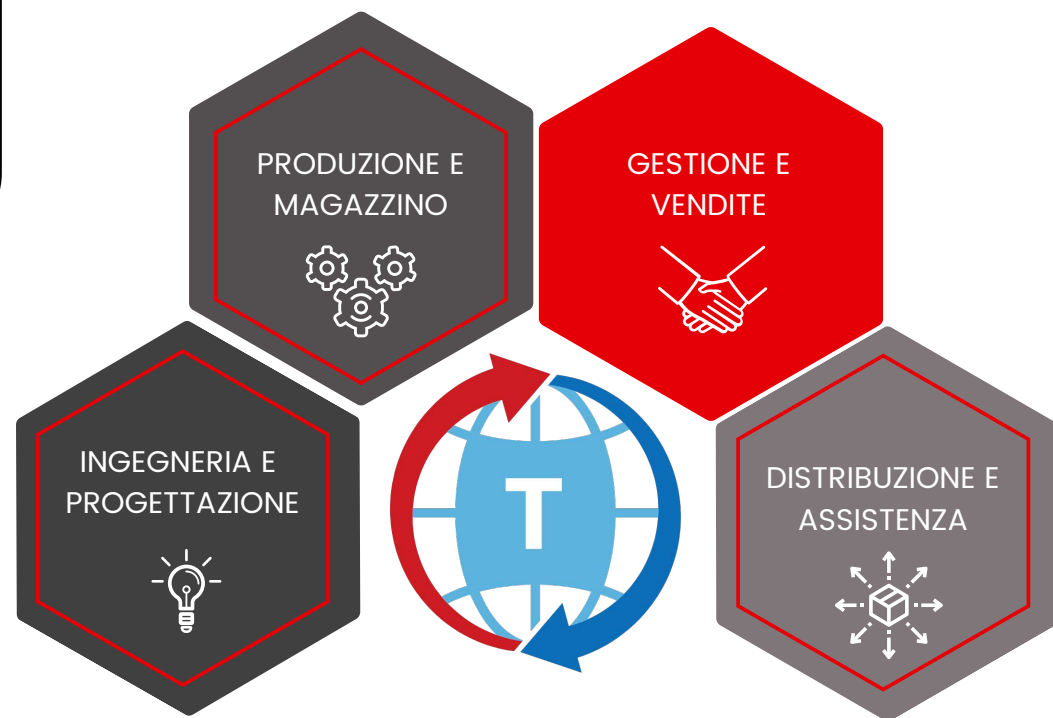 PRODUZIONE E
MAGAZZINO
GESTIONE E
VENDITE
INGEGNERIA E
PROGETTAZIONE
T
DISTRIBUZIONE E
ASSISTENZA